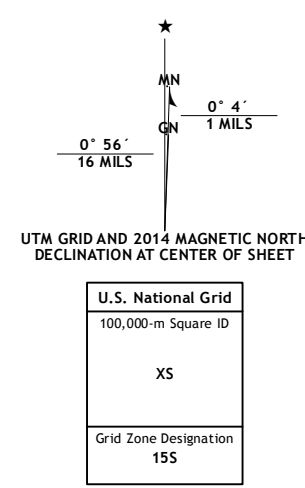 ★
MN
0° 4´
1 MILS
GN
0° 56´
16 MILS
UTM GRID AND 2014 MAGNETIC NORTH
DECLINATION AT CENTER OF SHEET
U.S. National Grid
100,000-m Square ID
XS
Grid Zone Designation
15S